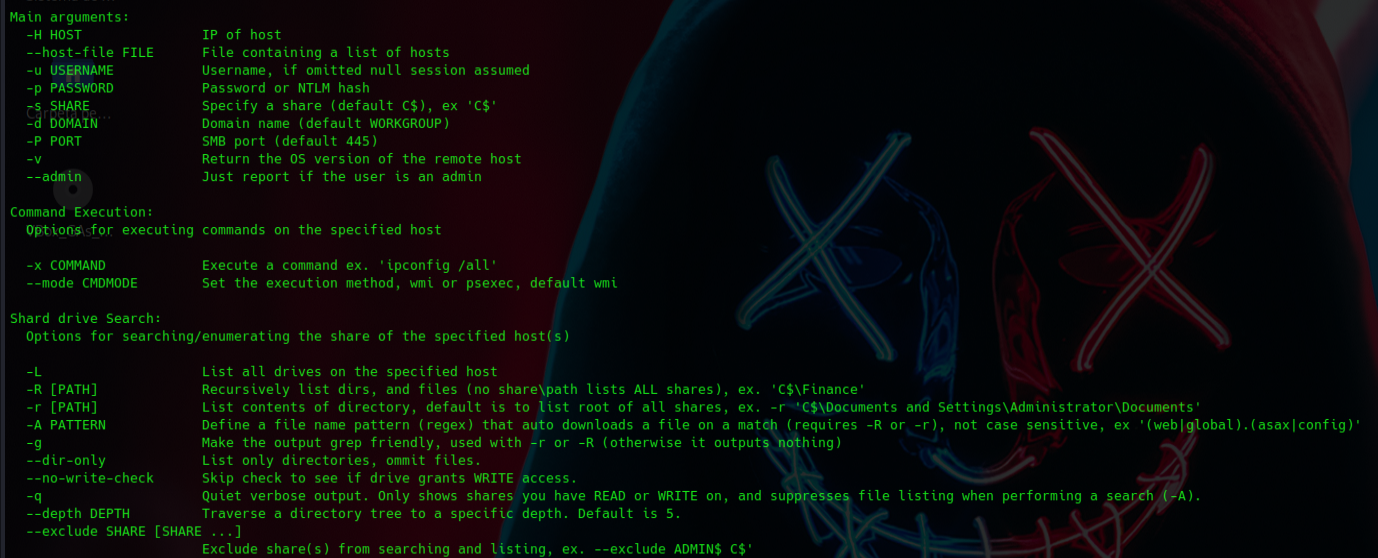 Main arguments:
-H HOST IP of host
--host-file FILE File containing a list of hosts
-u USERNAME Username, if omitted null session assumed
-p PASSWORD Password or NTLM hash
-s SHARE Specify a share (default C$), ex 'C$'
-d DOMAIN Domain name (default WORKGROUP)
-P PORT SMB port (default 445)
-v Return the OS version of the remote host
--admin Just report if the user is an admin
Command Execution:
Options for executing commands on the specified host
-x COMMAND Execute a command ex. 'ipconfig /all'
--mode CMDMODE Set the execution method, wmi or psexec, default wmi
Shard drive Search:
Options for searching/enumerating the share of the specified host(s)
-L List all drives on the specified host
-R [PATH] Recursively list dirs, and files (no share\path lists ALL shares), ex. 'C$\Finance'
-r [PATH] List contents of directory, default is to list root of all shares, ex. -r 'C$\Documents and Settings\Administrator\Documents'
-A PATTERN Define a file name pattern (regex) that auto downloads a file on a match (requires -R or -r), not case sensitive, ex '(web|global).(asax|config)'
-g Make the output grep friendly, used with -r or -R (otherwise it outputs nothing)
--dir-only List only directories, ommit files.
--no-write-check Skip check to see if drive grants WRITE access.
-q Quiet verbose output. Only shows shares you have READ or WRITE on, and suppresses file listing when performing a search (-A).
--depth DEPTH Traverse a directory tree to a specific depth. Default is 5.
--exclude SHARE [SHARE ...]
Exclude share(s) from searching and listing, ex. --exclude ADMIN$ C$'